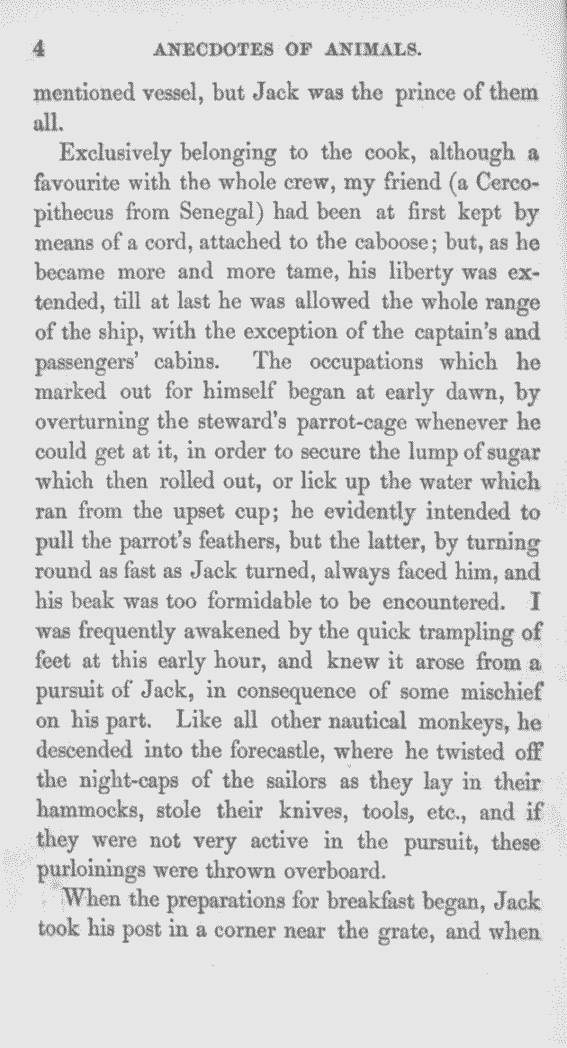 4 ANECDOTES OF ANIMALS.
mentioned vessel, but Jack was the prince of them
all.
Exclusively belonging to the cook, although a
favourite with the whole crew, my friend (a Cerco-
pithecus from Senegal) had been at first kept by
means of a cord, attached to the caboose; but, as he
became more and more tame, his liberty was ex-
tended, till at last he was allowed the whole range
of the ship, with the exception of the captain's and
passengers' cabins. The occupations which he
marked out for himself began at early dawn, by
overturning the steward's parrot-cage whenever he
could get at it, in order to secure the lump of sugar
which then rolled out, or lick up the water which
ran from the upset cup; he evidently intended to
pull the parrot's feathers, but the latter, by turning
round as fast as Jack turned, always faced him, and
his beak was too formidable to be encountered. I
was frequently awakened by the quick trampling of
feet at this early hour, and knew it arose from a
pursuit of Jack, in consequence of some mischief
on his part. Like all other nautical monkeys, he
descended into the forecastle, where he twisted off
the night-caps of the sailors as they lay in their
hammocks, stole their knives, tools, etc., and if
they were not very active in the pursuit, these
purloinings were thrown overboard.
When the preparations for breakfast began, Jack
took his post in a corner near the grate, and when